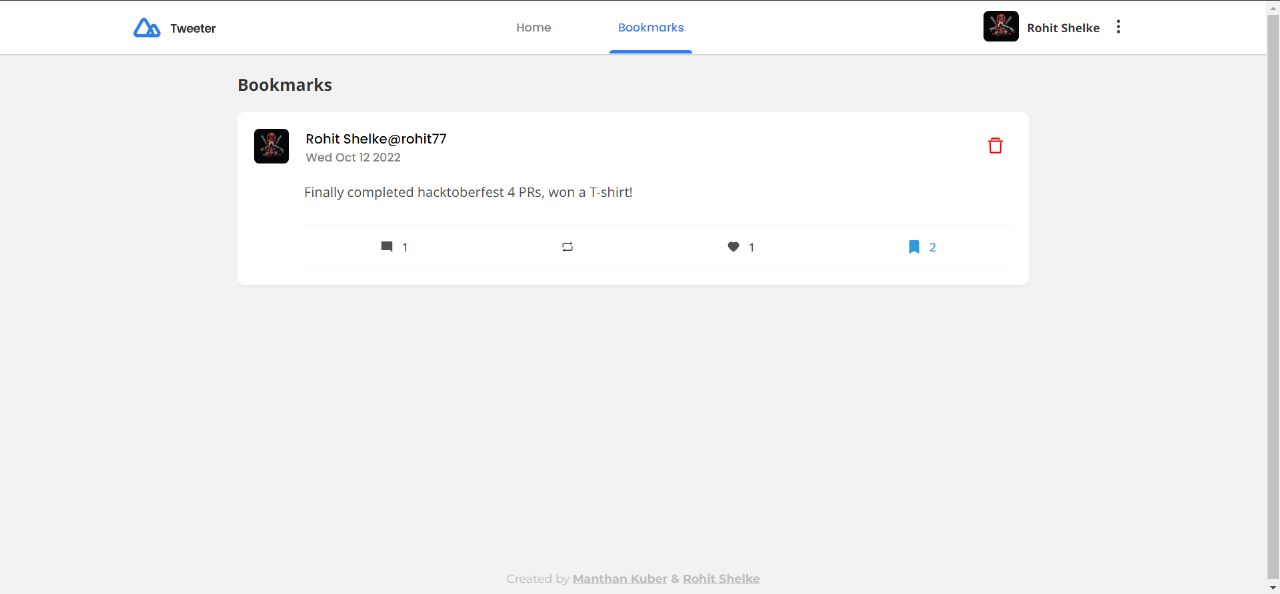 Tweeter
Home
Bookmarks
Rohit Shelke
Bookmarks
Rohit Shelke@rohit77
Wed Oct 12 2022
Finally completed hacktoberfest 4 PRs, won a T-shirt!
1
1
2
Created by Manthan Kuber & Rohit Shelke